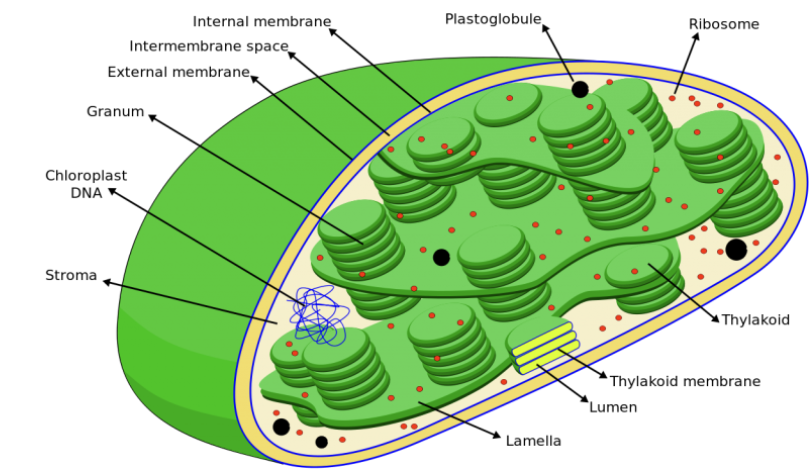 Internal membrane
Intermembrane space
External membrane
Granum
Chloroplast
DNA
Stroma
Plastoglobule
Ribosome
Thylakoid
Thylakoid membrane
Lumen
Lamella